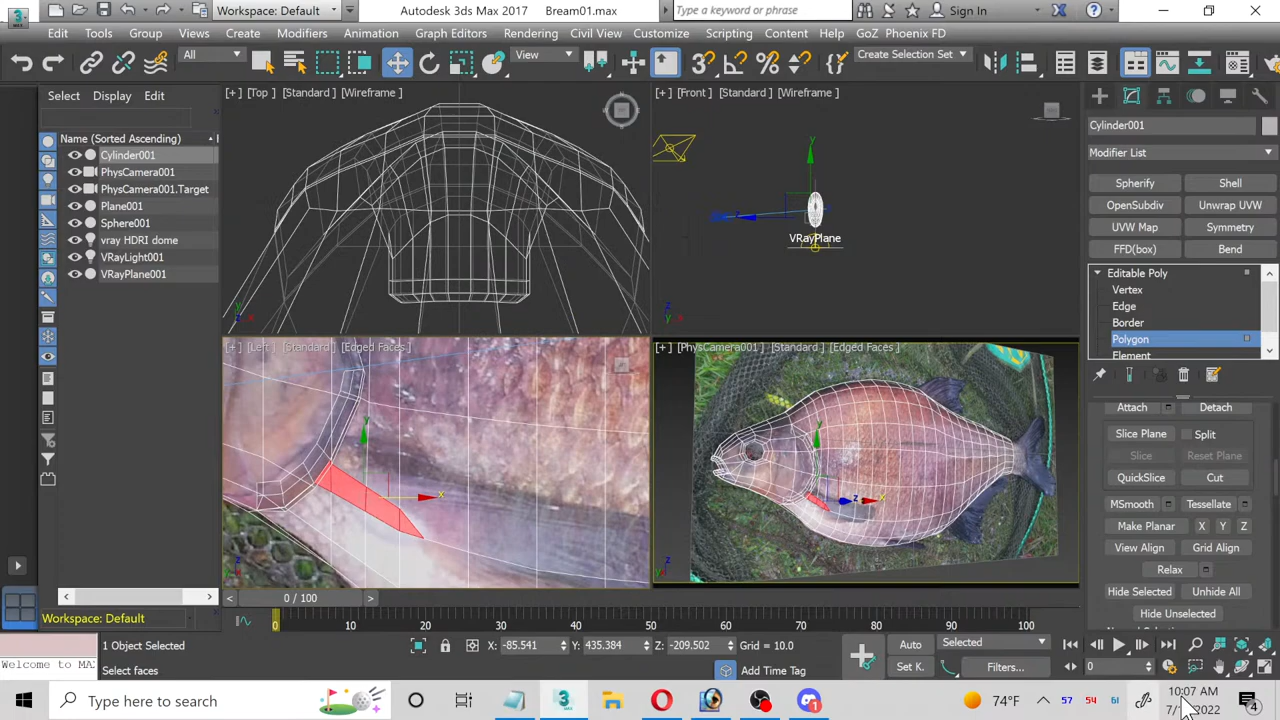 Workspace: Default
Autodesk 3ds Max 2017 Bream01.max
Type a keyword or phrase
Sign In
Edit Tools Group Views Create Modifiers Animation Graph Editors Rendering Civil View Customize Scripting Content Help GoZ Phoenix FD
All
View
Create Selection Set
Select Display Edit
Name (Sorted Ascending)
Cylinder001
PhysCamera001
PhysCamera001.Target
Plane001
Sphere001
vray HDRI dome
VRayLight001
VRayPlane001
[+] [Top] [Standard] [Wireframe]
[+] [Front] [Standard] [Wireframe]
VRayPlane
[+] [Left] [Standard] [Edged Faces]
[+] [PhysCamera001] [Standard] [Edged Faces]
Cylinder001
Modifier List
Spherify Shell
OpenSubdiv Unwrap UVW
UVW Map Symmetry
FFD(box) Bend
Editable Poly
Vertex
Edge
Border
Polygon
Element
Attach Detach
Slice Plane Split
Slice Reset Plane
QuickSlice Cut
MSmooth Tessellate
Make Planar X Y Z
View Align Grid Align
Relax
Hide Selected Unhide All
Hide Unselected
0 / 100
Workspace: Default
0 10 20 30 40 50 60 70 80 90 100
1 Object Selected
X: -85.541 Y: 435.384 Z: -209.502 Grid = 10.0
Auto Selected
Welcome to MA
Select faces
Add Time Tag
Set K. Filters...
0
Type here to search
74°F
57 54 61
10:07 AM